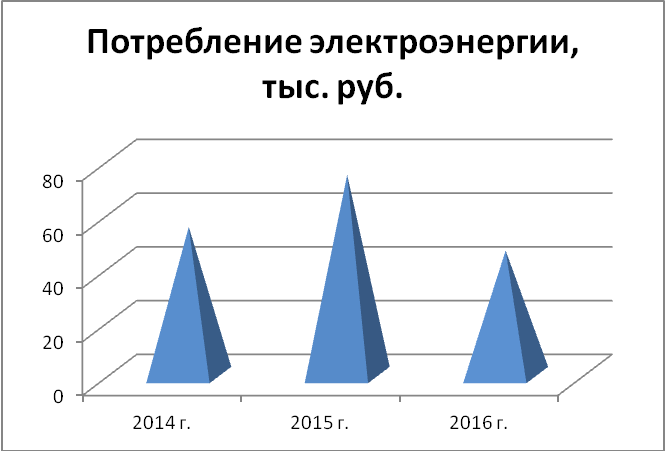 Потребление электроэнергии,
тыс. руб.
80
60
40
20
0
2014 г.
2015 г.
2016 г.